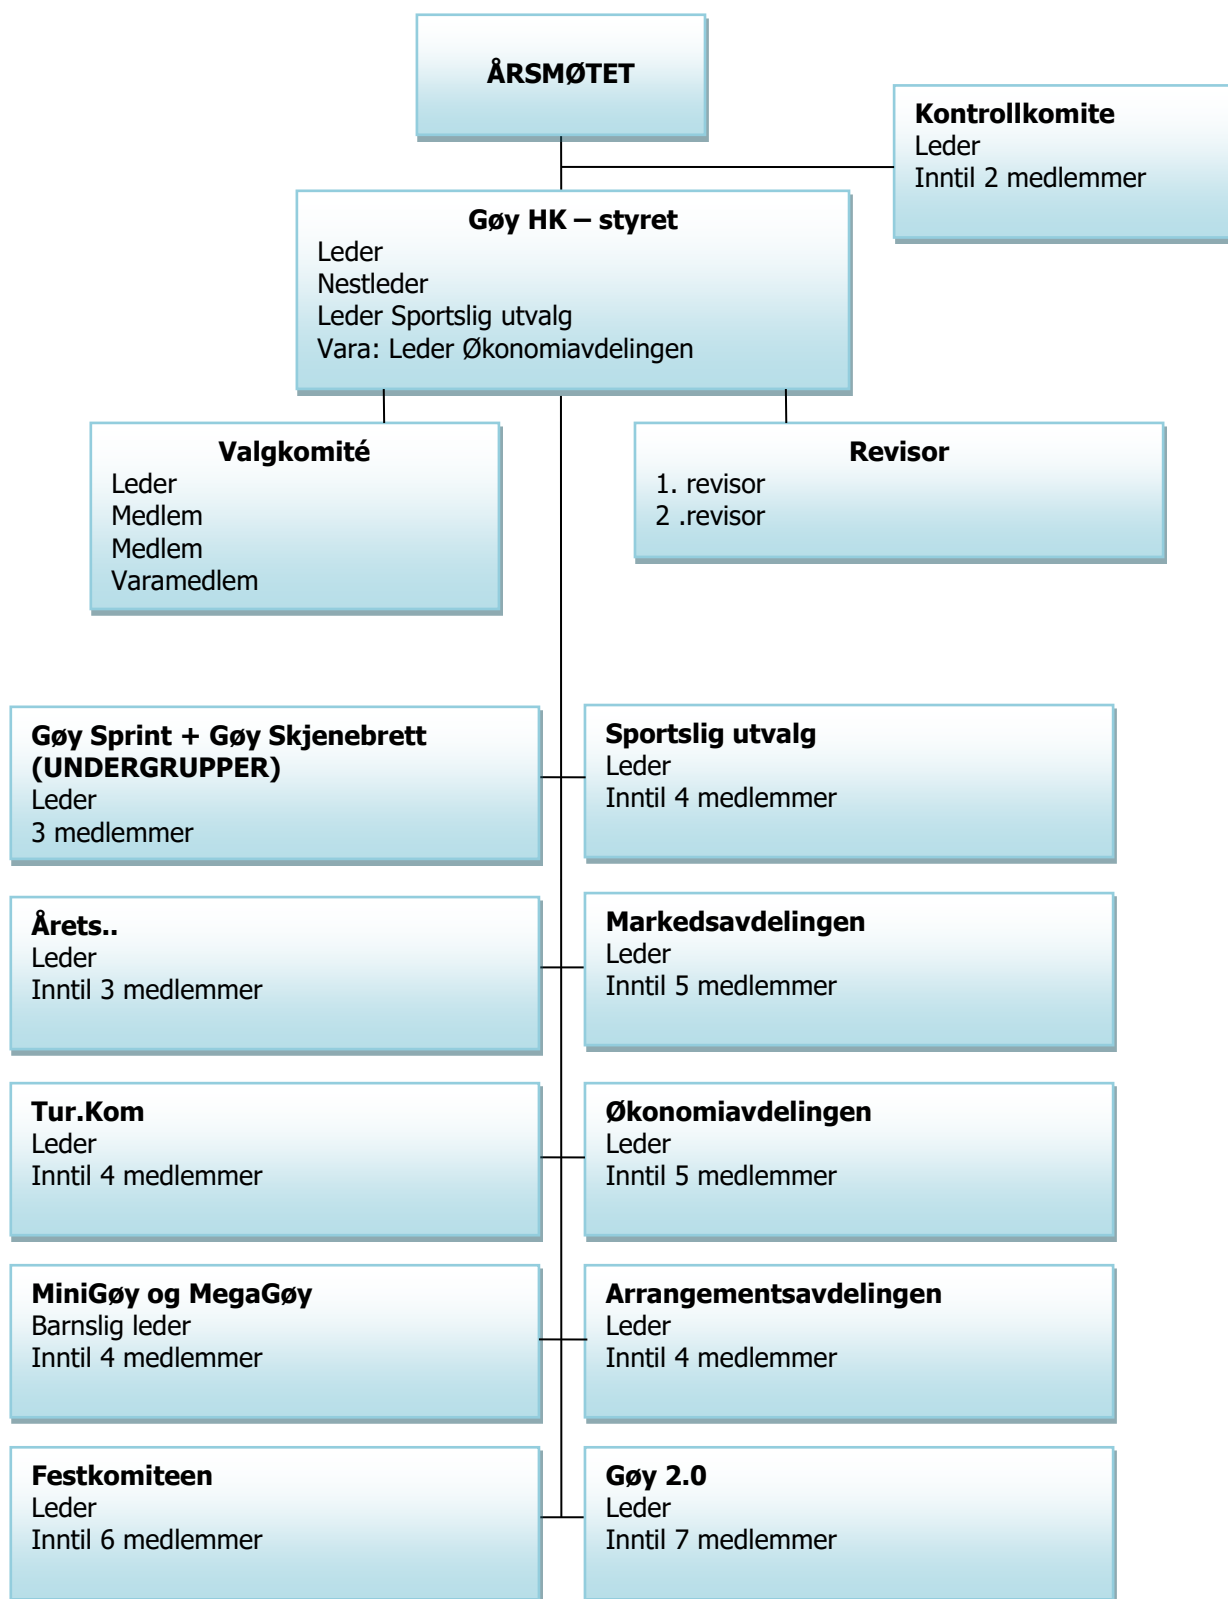 ÅRSMØTET
Kontrollkomite
Leder
Inntil 2 medlemmer
Gøy HK – styret
Leder
Nestleder
Leder Sportslig utvalg
Vara: Leder Økonomiavdelingen
Valgkomité
Leder
Medlem
Medlem
Varamedlem
Revisor
1. revisor
2 .revisor
Gøy Sprint + Gøy Skjenebrett
(UNDERGRUPPER)
Leder
3 medlemmer
Sportslig utvalg
Leder
Inntil 4 medlemmer
Årets..
Leder
Inntil 3 medlemmer
Markedsavdelingen
Leder
Inntil 5 medlemmer
Tur.Kom
Leder
Inntil 4 medlemmer
Økonomiavdelingen
Leder
Inntil 5 medlemmer
MiniGøy og MegaGøy
Barnslig leder
Inntil 4 medlemmer
Arrangementsavdelingen
Leder
Inntil 4 medlemmer
Festkomiteen
Leder
Inntil 6 medlemmer
Gøy 2.0
Leder
Inntil 7 medlemmer